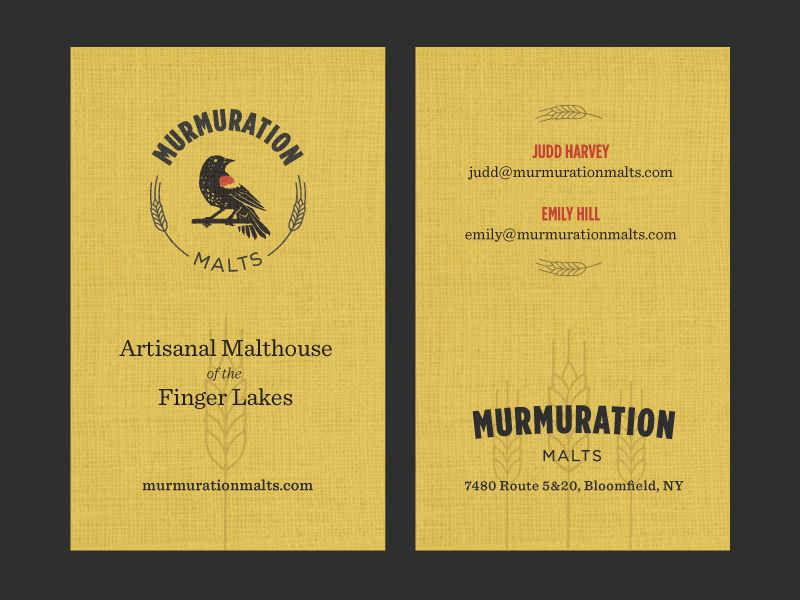 MURMURATION
MALTS
Artisanal Malthouse
of the
Finger Lakes
murmurationmalts.com
JUDD HARVEY
judd@murmurationmalts.com
EMILY HILL
emily@murmurationmalts.com
MURMURATION
MALTS
7480 Route 5&20, Bloomfield, NY